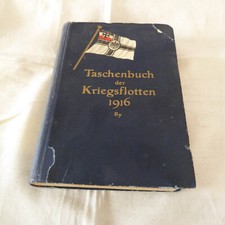 Taschenbuch
der
Kriegsflotten
1916